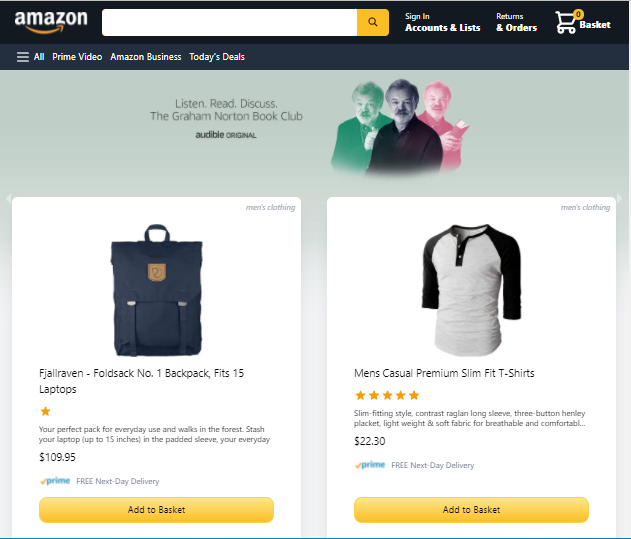 amazon
Sign In
Accounts & Lists
Returns
& Orders
0
Basket
All Prime Video Amazon Business Today's Deals
Listen. Read. Discuss.
The Graham Norton Book Club
audible ORIGINAL
men's clothing
Fjallraven - Foldsack No. 1 Backpack, Fits 15
Laptops
Your perfect pack for everyday use and walks in the forest. Stash
your laptop (up to 15 inches) in the padded sleeve, your everyday
$109.95
prime FREE Next-Day Delivery
Add to Basket
men's clothing
Mens Casual Premium Slim Fit T-Shirts
Slim-fitting style, contrast raglan long sleeve, three-button henley
placket, light weight & soft fabric for breathable and comfortabl...
$22.30
prime FREE Next-Day Delivery
Add to Basket